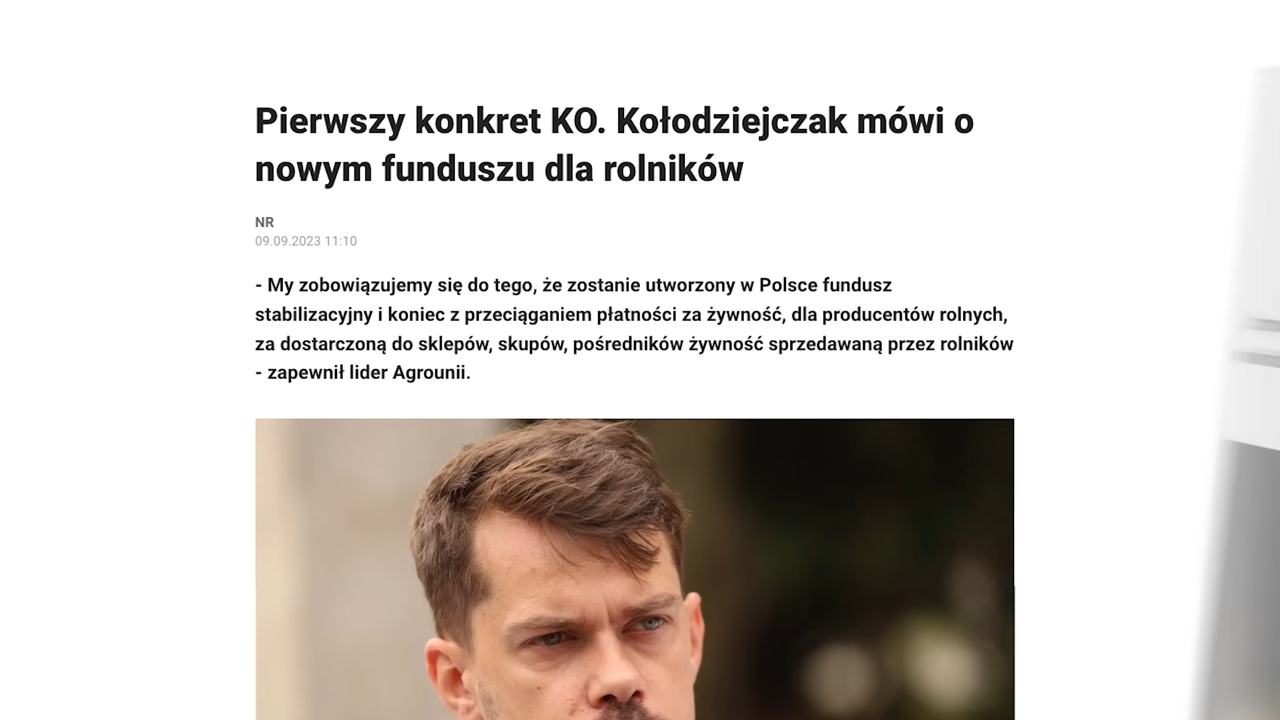 Pierwszy konkret KO. Kołodziejczak mówi o
nowym funduszu dla rolników
NR
09.09.2023 11:10
- My zobowiązujemy się do tego, że zostanie utworzony w Polsce fundusz
stabilizacyjny i koniec z przeciąganiem płatności za żywność, dla producentów rolnych,
za dostarczoną do sklepów, skupów, pośredników żywność sprzedawaną przez rolników
- zapewnił lider Agrounii.